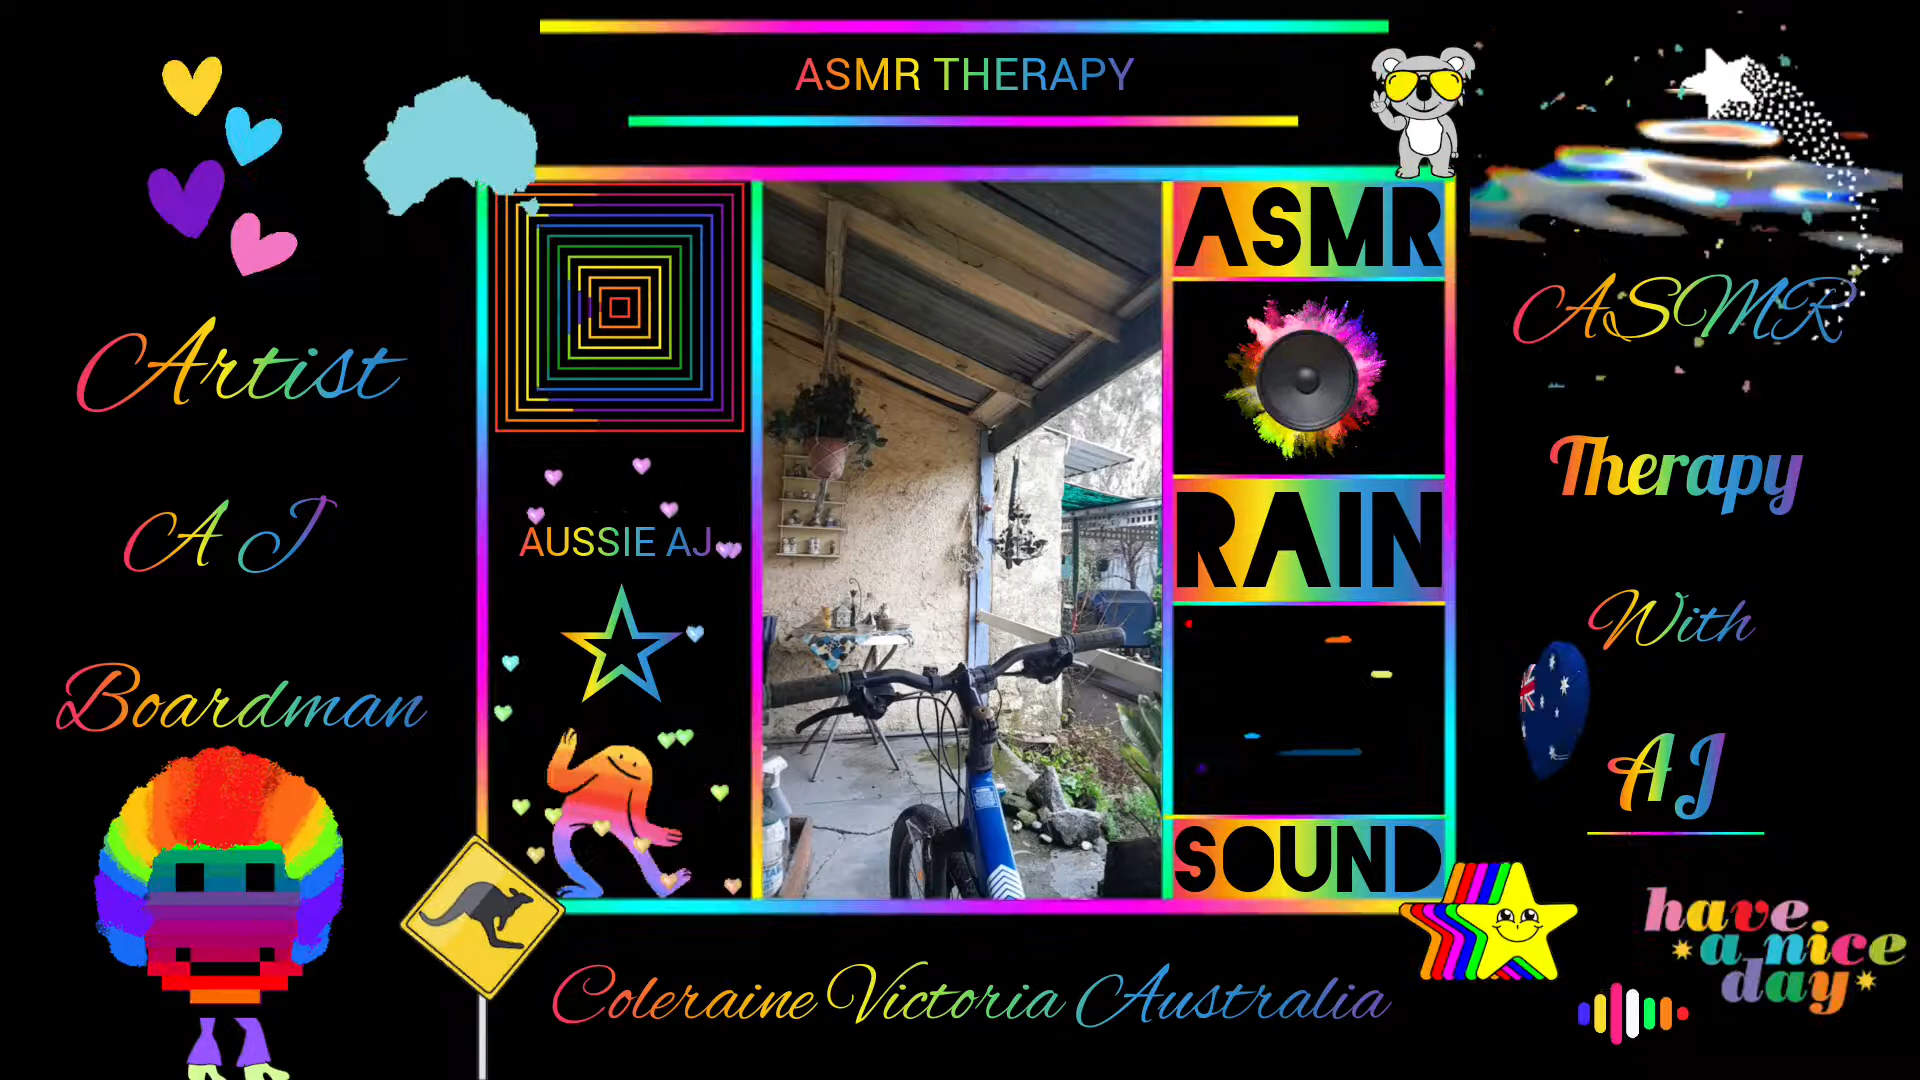 ASMR THERAPY
Artist
A J
Boardman
AUSSIE AJ
ASMR
RAIN
SOUND
ASMR
Therapy
With
AJ
have
a nice
day
Coleraine Victoria Australia